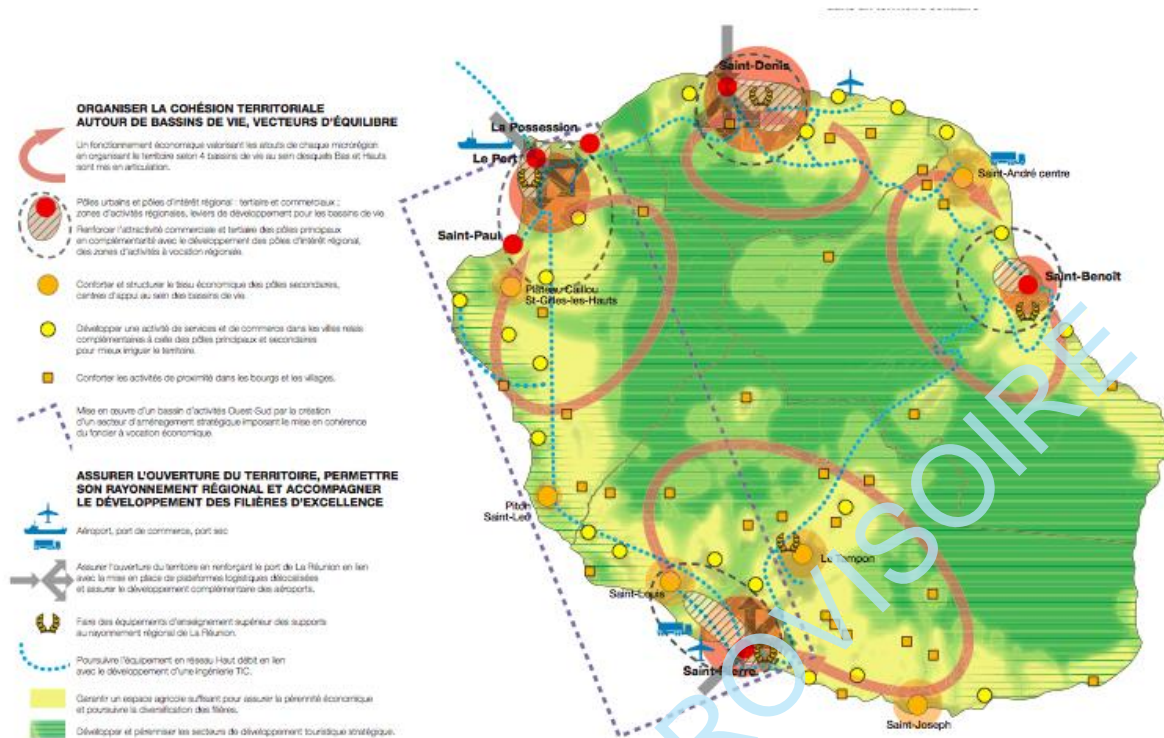 ORGANISER LA COHÉSION TERRITORIALE
AUTOUR DE BASSINS DE VIE, VECTEURS D'ÉQUILIBRE
Un fonctionnement économique valorisant les atouts de chaque microrégion
en organisant le territoire selon 4 bassins de vie au sein desquels Bas et Hauts
sont mis en articulation.
Pôles urbains et pôles d'intérêt régional : tertiaire et commerciaux ;
zones d'activités régionales, leviers de développement pour les bassins de vie.
Renforcer l'attractivité commerciale et tertiaire des pôles principaux
en complémentarité avec le développement des pôles d'intérêt régional,
des zones d'activités à vocation régionale.
Conforter et structurer le tissu économique des pôles secondaires,
centres d'appui au sein des bassins de vie.
Développer une activité de services et de commerce dans les villes relais
complémentaires à celle des pôles principaux et secondaires
pour mieux irriguer le territoire.
Conforter les activités de proximité dans les bourgs et les villages.
Mise en œuvre d'un bassin d'activités Ouest-Sud par la création
d'un secteur d'aménagement stratégique imposant la mise en cohérence
du foncier à vocation économique.
ASSURER L'OUVERTURE DU TERRITOIRE, PERMETTRE
SON RAYONNEMENT RÉGIONAL ET ACCOMPAGNER
LE DÉVELOPPEMENT DES FILIÈRES D'EXCELLENCE
Aéroport, port de commerce, port sec
Assurer l'ouverture du territoire en renforçant le port de La Réunion en lien
avec la mise en place de plateformes logistiques délocalisées
et assurer le développement complémentaire des aéroports.
Faire des équipements d'enseignement supérieur des supports
au rayonnement régional de La Réunion.
Poursuivre l'équipement en réseau Haut débit en lien
avec le développement d'une ingénierie TIC.
Garantir un espace agricole suffisant pour assurer la pérennité économique
et poursuivre la diversification des filières.
Développer et pérenniser les secteurs de développement touristique stratégique.
Saint-Denis
La Possession
Le Port
Saint-André centre
Saint-Paul
Saint-Benoît
Plateau Caillou
St-Gilles-les-Hauts
Piton
Saint-Leu
Le Tampon
Saint-Louis
Saint-Pierre
Saint-Joseph
ROVISOIRE